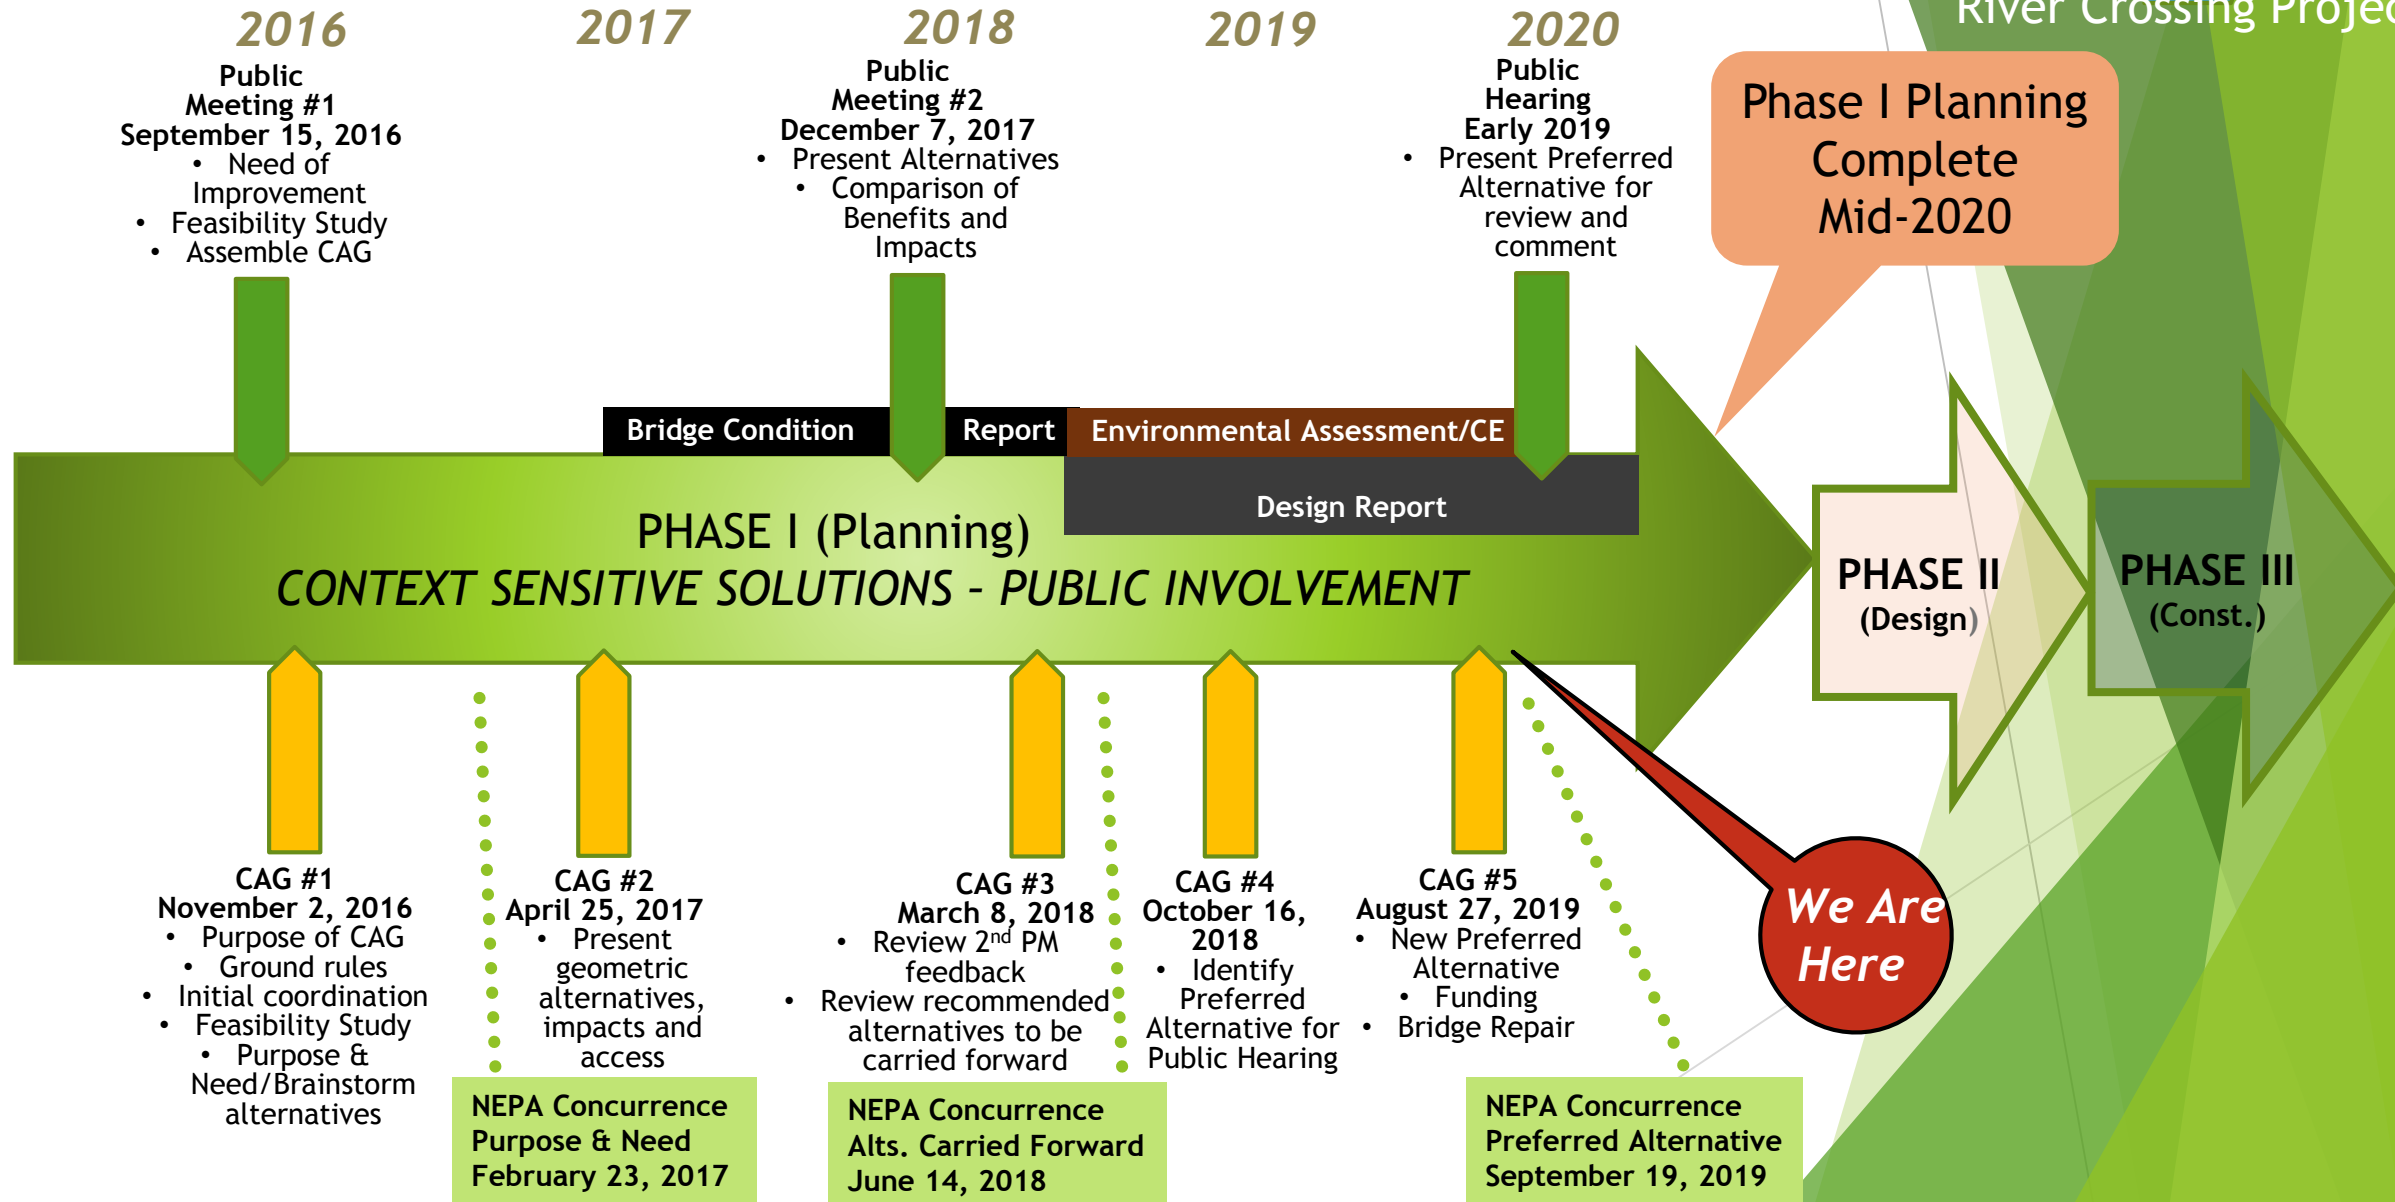 River Crossing Projec
2016
2017
2018
2019
2020
Public
Meeting #1
September 15, 2016
• Need of
Improvement
• Feasibility Study
• Assemble CAG
Public
Meeting #2
December 7, 2017
• Present Alternatives
• Comparison of
Benefits and
Impacts
Public
Hearing
Early 2019
• Present Preferred
Alternative for
review and
comment
Phase I Planning
Complete
Mid-2020
Bridge Condition Report
Environmental Assessment/CE
Design Report
PHASE I (Planning)
CONTEXT SENSITIVE SOLUTIONS – PUBLIC INVOLVEMENT
PHASE II
(Design)
PHASE III
(Const.)
CAG #1
November 2, 2016
• Purpose of CAG
• Ground rules
• Initial coordination
• Feasibility Study
• Purpose &
Need/Brainstorm
alternatives
CAG #2
April 25, 2017
• Present
geometric
alternatives,
impacts and
access
CAG #3
March 8, 2018
• Review 2nd PM
feedback
• Review recommended
alternatives to be
carried forward
CAG #4
October 16,
2018
• Identify
Preferred
Alternative for
Public Hearing
CAG #5
August 27, 2019
• New Preferred
Alternative
• Funding
• Bridge Repair
We Are
Here
NEPA Concurrence
Purpose & Need
February 23, 2017
NEPA Concurrence
Alts. Carried Forward
June 14, 2018
NEPA Concurrence
Preferred Alternative
September 19, 2019